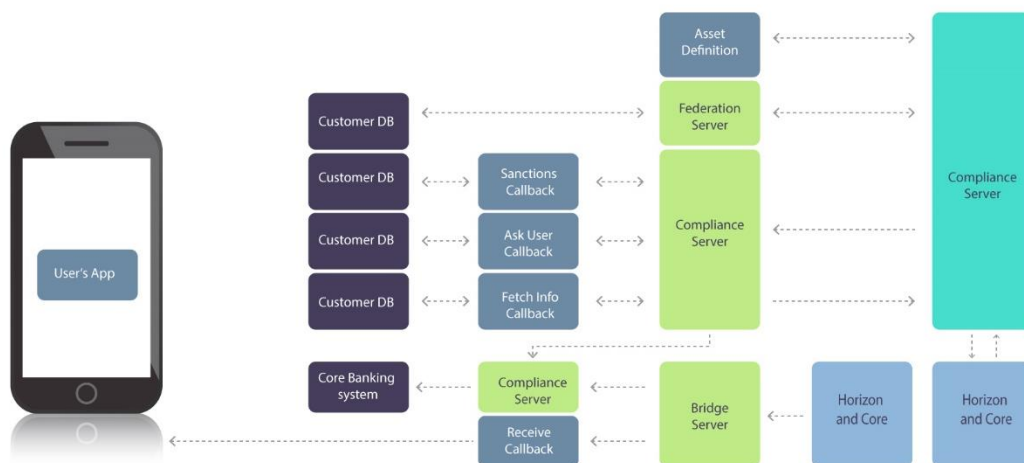 Asset
Definition
Federation
Server
Customer DB
Customer DB
Sanctions
Callback
Compliance
Server
Compliance
Server
Customer DB
Ask User
Callback
User's App
Customer DB
Fetch Info
Callback
Core Banking
system
Compliance
Server
Bridge
Server
Horizon
and Core
Horizon
and Core
Receive
Callback